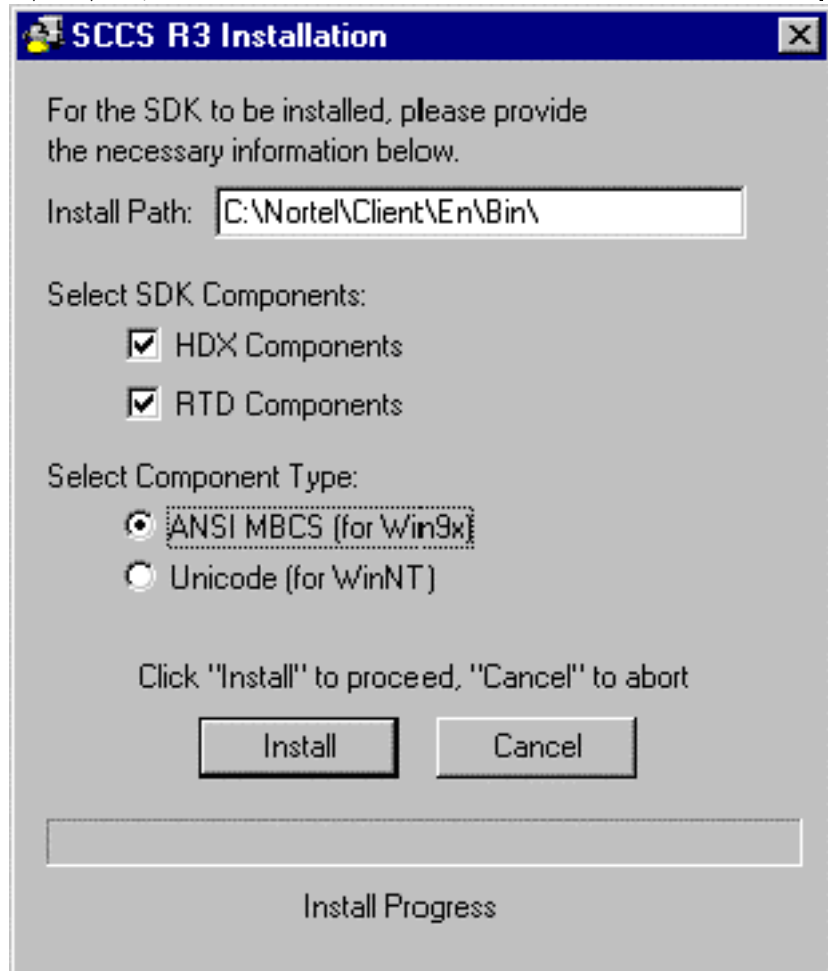 SCCS R3 Installation
For the SDK to be installed, please provide
the necessary information below.
Install Path: C:\Nortel\Client\En\Bin\
Select SDK Components:
HDX Components
RTD Components
Select Component Type:
ANSI MBCS (for Win9x)
Unicode (for WinNT)
Click "Install" to proceed, "Cancel" to abort
Install Cancel
Install Progress